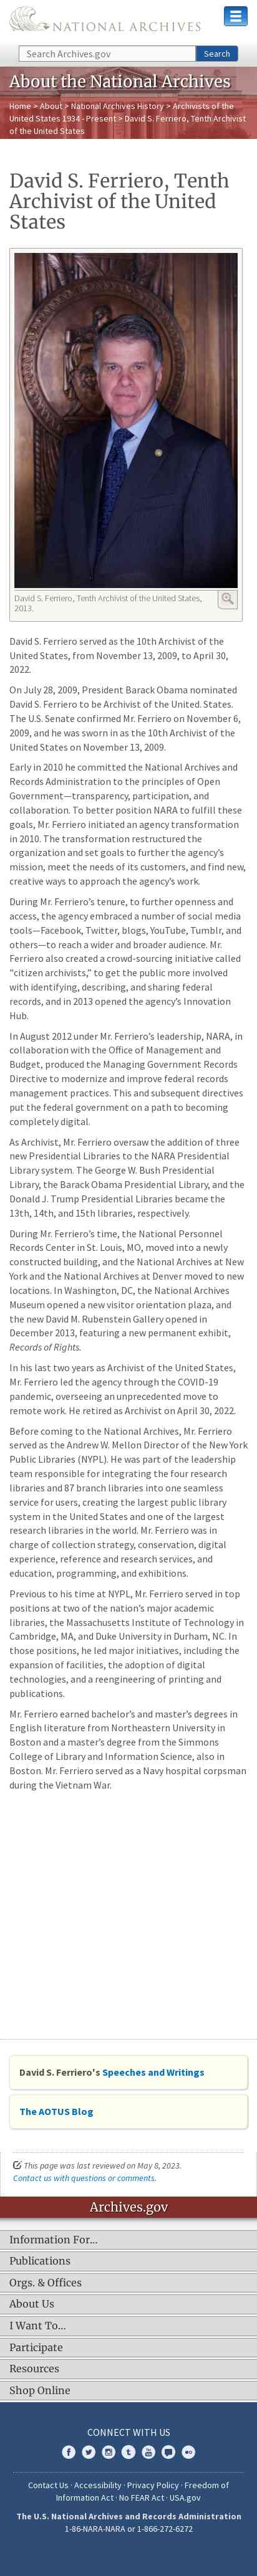 NATIONAL ARCHIVES
Search Archives.gov
Search
About the National Archives
Home > About > National Archives History > Archivists of the
United States 1934 - Present > David S. Ferriero, Tenth Archivist
of the United States
David S. Ferriero, Tenth
Archivist of the United
States
David S. Ferriero, Tenth Archivist of the United States,
2013.
David S. Ferriero served as the 10th Archivist of the
United States, from November 13, 2009, to April 30,
2022.
On July 28, 2009, President Barack Obama nominated
David S. Ferriero to be Archivist of the United. States.
The U.S. Senate confirmed Mr. Ferriero on November 6,
2009, and he was sworn in as the 10th Archivist of the
United States on November 13, 2009.
Early in 2010 he committed the National Archives and
Records Administration to the principles of Open
Government—transparency, participation, and
collaboration. To better position NARA to fulfill these
goals, Mr. Ferriero initiated an agency transformation
in 2010. The transformation restructured the
organization and set goals to further the agency’s
mission, meet the needs of its customers, and find new,
creative ways to approach the agency’s work.
During Mr. Ferriero’s tenure, to further openness and
access, the agency embraced a number of social media
tools—Facebook, Twitter, blogs, YouTube, Tumblr, and
others—to reach a wider and broader audience. Mr.
Ferriero also created a crowd-sourcing initiative called
"citizen archivists,” to get the public more involved
with identifying, describing, and sharing federal
records, and in 2013 opened the agency’s Innovation
Hub.
In August 2012 under Mr. Ferriero’s leadership, NARA, in
collaboration with the Office of Management and
Budget, produced the Managing Government Records
Directive to modernize and improve federal records
management practices. This and subsequent directives
put the federal government on a path to becoming
completely digital.
As Archivist, Mr. Ferriero oversaw the addition of three
new Presidential Libraries to the NARA Presidential
Library system. The George W. Bush Presidential
Library, the Barack Obama Presidential Library, and the
Donald J. Trump Presidential Libraries became the
13th, 14th, and 15th libraries, respectively.
During Mr. Ferriero’s time, the National Personnel
Records Center in St. Louis, MO, moved into a newly
constructed building, and the National Archives at New
York and the National Archives at Denver moved to new
locations. In Washington, DC, the National Archives
Museum opened a new visitor orientation plaza, and
the new David M. Rubenstein Gallery opened in
December 2013, featuring a new permanent exhibit,
Records of Rights.
In his last two years as Archivist of the United States,
Mr. Ferriero led the agency through the COVID-19
pandemic, overseeing an unprecedented move to
remote work. He retired as Archivist on April 30, 2022.
Before coming to the National Archives, Mr. Ferriero
served as the Andrew W. Mellon Director of the New York
Public Libraries (NYPL). He was part of the leadership
team responsible for integrating the four research
libraries and 87 branch libraries into one seamless
service for users, creating the largest public library
system in the United States and one of the largest
research libraries in the world. Mr. Ferriero was in
charge of collection strategy, conservation, digital
experience, reference and research services, and
education, programming, and exhibitions.
Previous to his time at NYPL, Mr. Ferriero served in top
positions at two of the nation’s major academic
libraries, the Massachusetts Institute of Technology in
Cambridge, MA, and Duke University in Durham, NC. In
those positions, he led major initiatives, including the
expansion of facilities, the adoption of digital
technologies, and a reengineering of printing and
publications.
Mr. Ferriero earned bachelor’s and master’s degrees in
English literature from Northeastern University in
Boston and a master’s degree from the Simmons
College of Library and Information Science, also in
Boston. Mr. Ferriero served as a Navy hospital corpsman
during the Vietnam War.
David S. Ferriero's Speeches and Writings
The AOTUS Blog
This page was last reviewed on May 8, 2023.
Contact us with questions or comments.
Archives.gov
Information For…
Publications
Orgs. & Offices
About Us
I Want To…
Participate
Resources
Shop Online
CONNECT WITH US
Contact Us · Accessibility · Privacy Policy · Freedom of
Information Act · No FEAR Act · USA.gov
The U.S. National Archives and Records Administration
1-86-NARA-NARA or 1-866-272-6272